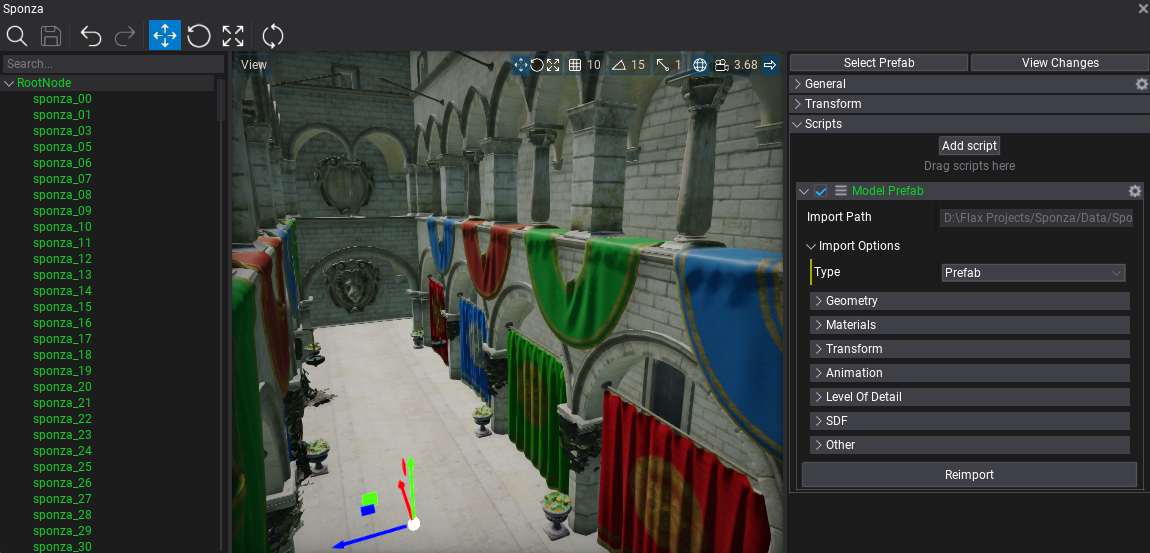 Sponza
Search...
RootNode
sponza_00
sponza_01
sponza_03
sponza_05
sponza_06
sponza_07
sponza_08
sponza_09
sponza_10
sponza_11
sponza_12
sponza_13
sponza_14
sponza_15
sponza_16
sponza_17
sponza_18
sponza_19
sponza_20
sponza_21
sponza_22
sponza_23
sponza_24
sponza_25
sponza_26
sponza_27
sponza_28
sponza_29
sponza_30
View 10 15 1 3.68
Select Prefab View Changes
General
Transform
Scripts
Add script
Drag scripts here
Model Prefab
Import Path D:\Flax Projects/Sponza/Data/Spo
Import Options
Type Prefab
Geometry
Materials
Transform
Animation
Level Of Detail
SDF
Other
Reimport